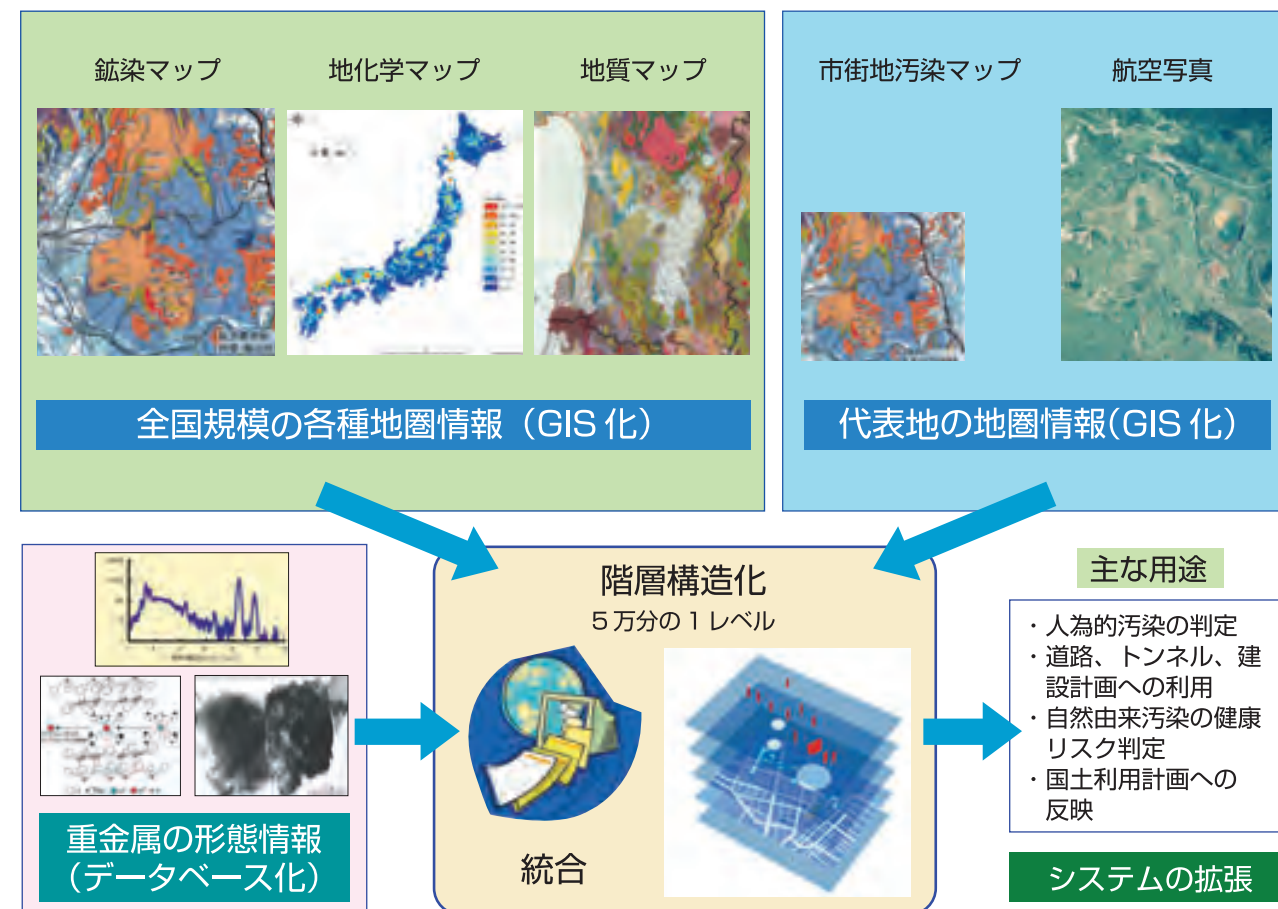 鉱染マップ
地化学マップ
地質マップ
全国規模の各種地圏情報（GIS化）
市街地汚染マップ
航空写真
代表地の地圏情報（GIS化）
重金属の形態情報
（データベース化）
階層構造化
5万分の1レベル
統合
主な用途
・人為的汚染の判定
・道路、トンネル、建
設計画への利用
・自然由来汚染の健康
リスク判定
・国土利用計画への
反映
システムの拡張